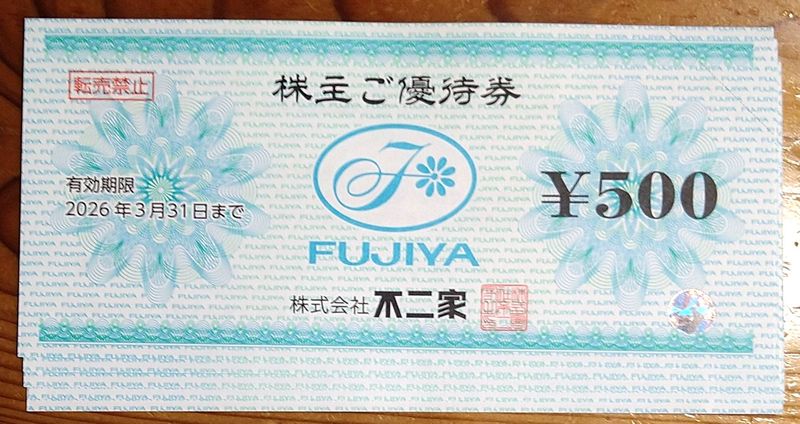 転売禁止
株主ご優待券
有効期限
2026年3月31日まで
F
¥500
FUJIYA
株式会社 不二家